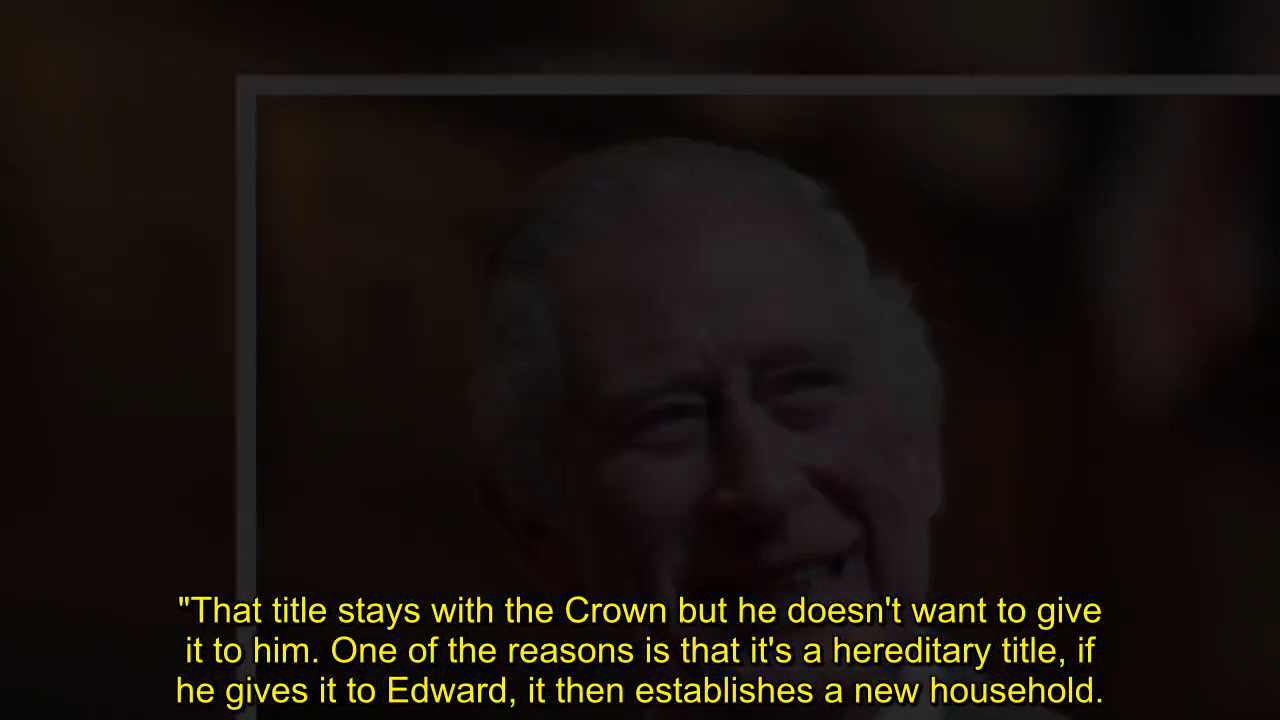 "That title stays with the Crown but he doesn't want to give
it to him. One of the reasons is that it's a hereditary title, if
he gives it to Edward, it then establishes a new household.